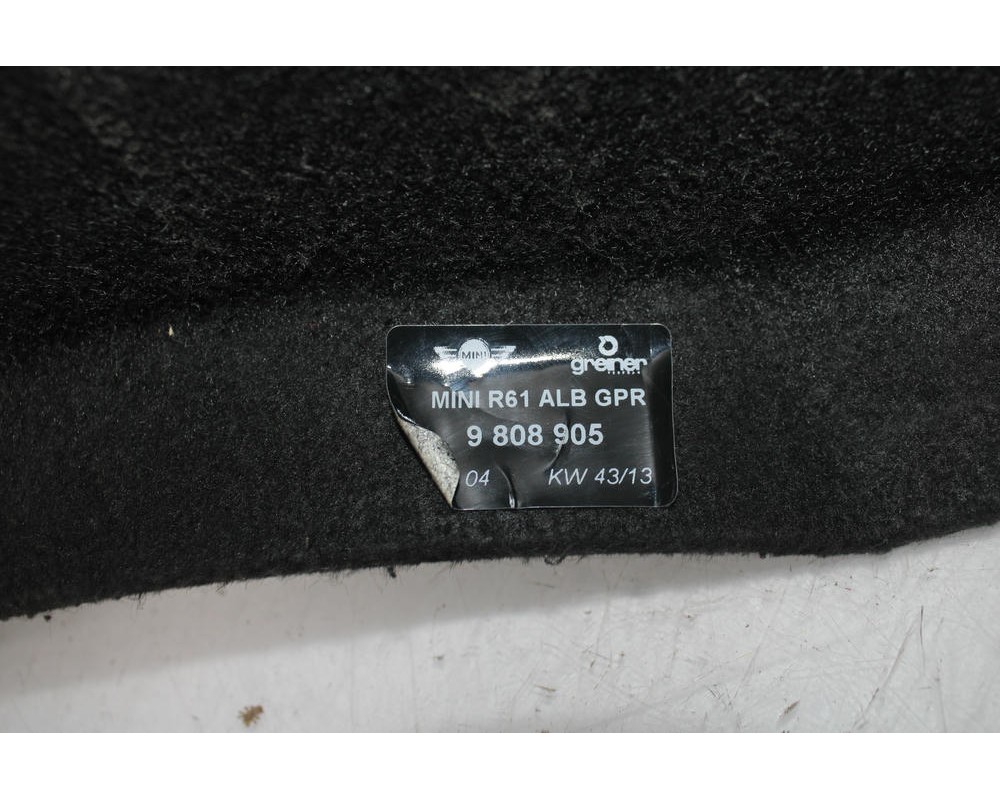 MINI
greiner
MINI R61 ALB GPR
9 808 905
04 KW 43/13